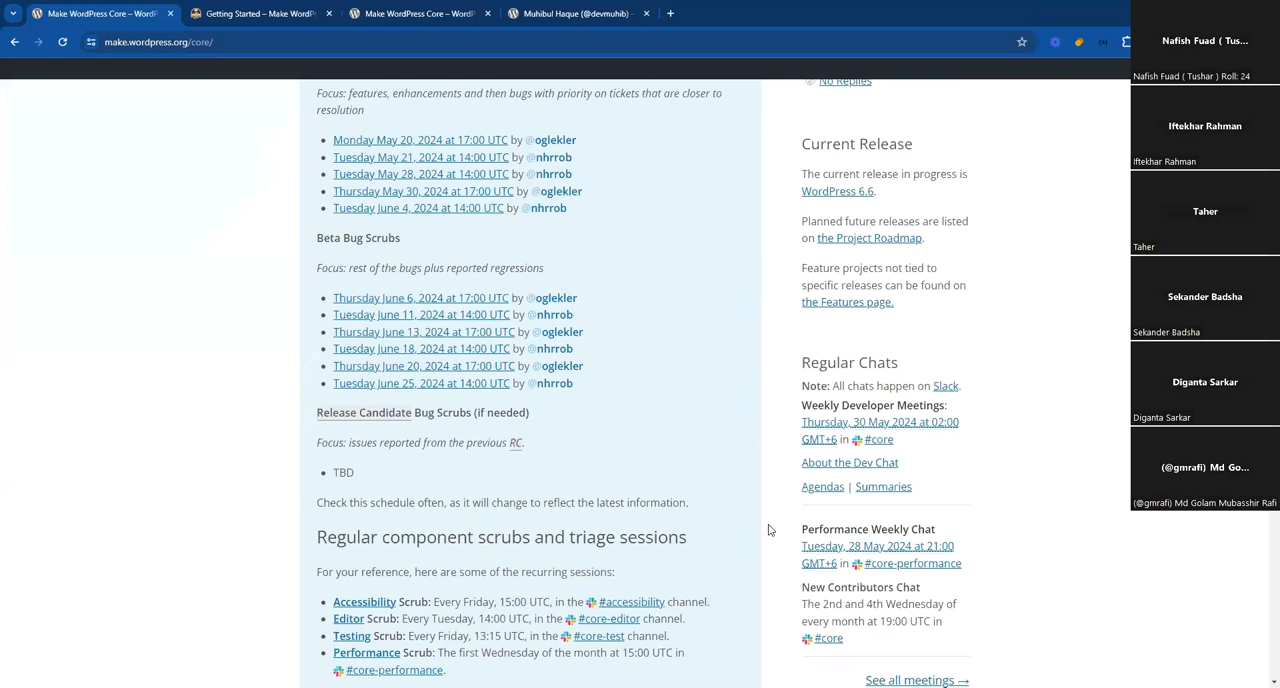 Make WordPress Core – WordP
Getting Started – Make WordP
Make WordPress Core – WordP
Muhibul Haque (@devmuhib) –
make.wordpress.org/core/
Focus: features, enhancements and then bugs with priority on tickets that are closer to
resolution
Monday May 20, 2024 at 17:00 UTC by @oglekler
Tuesday May 21, 2024 at 14:00 UTC by @nhrrob
Tuesday May 28, 2024 at 14:00 UTC by @nhrrob
Thursday May 30, 2024 at 17:00 UTC by @oglekler
Tuesday June 4, 2024 at 14:00 UTC by @nhrrob
Beta Bug Scrubs
Focus: rest of the bugs plus reported regressions
Thursday June 6, 2024 at 17:00 UTC by @oglekler
Tuesday June 11, 2024 at 14:00 UTC by @nhrrob
Thursday June 13, 2024 at 17:00 UTC by @oglekler
Tuesday June 18, 2024 at 14:00 UTC by @nhrrob
Thursday June 20, 2024 at 17:00 UTC by @oglekler
Tuesday June 25, 2024 at 14:00 UTC by @nhrrob
Release Candidate Bug Scrubs (if needed)
Focus: issues reported from the previous RC.
TBD
Check this schedule often, as it will change to reflect the latest information.
Regular component scrubs and triage sessions
For your reference, here are some of the recurring sessions:
Accessibility Scrub: Every Friday, 15:00 UTC, in the #accessibility channel.
Editor Scrub: Every Tuesday, 14:00 UTC, in the #core-editor channel.
Testing Scrub: Every Friday, 13:15 UTC, in the #core-test channel.
Performance Scrub: The first Wednesday of the month at 15:00 UTC in
#core-performance.
No Replies
Current Release
The current release in progress is
WordPress 6.6.
Planned future releases are listed
on the Project Roadmap.
Feature projects not tied to
specific releases can be found on
the Features page.
Regular Chats
Note: All chats happen on Slack.
Weekly Developer Meetings:
Thursday, 30 May 2024 at 02:00
GMT+6 in #core
About the Dev Chat
Agendas | Summaries
Performance Weekly Chat
Tuesday, 28 May 2024 at 21:00
GMT+6 in #core-performance
New Contributors Chat
The 2nd and 4th Wednesday of
every month at 19:00 UTC in
#core
See all meetings →
Nafish Fuad ( Tus...
Nafish Fuad ( Tushar ) Roll: 24
Iftekhar Rahman
Iftekhar Rahman
Taher
Taher
Sekander Badsha
Sekander Badsha
Diganta Sarkar
Diganta Sarkar
(@gmrafi) Md Go...
(@gmrafi) Md Golam Mubasshir Rafi